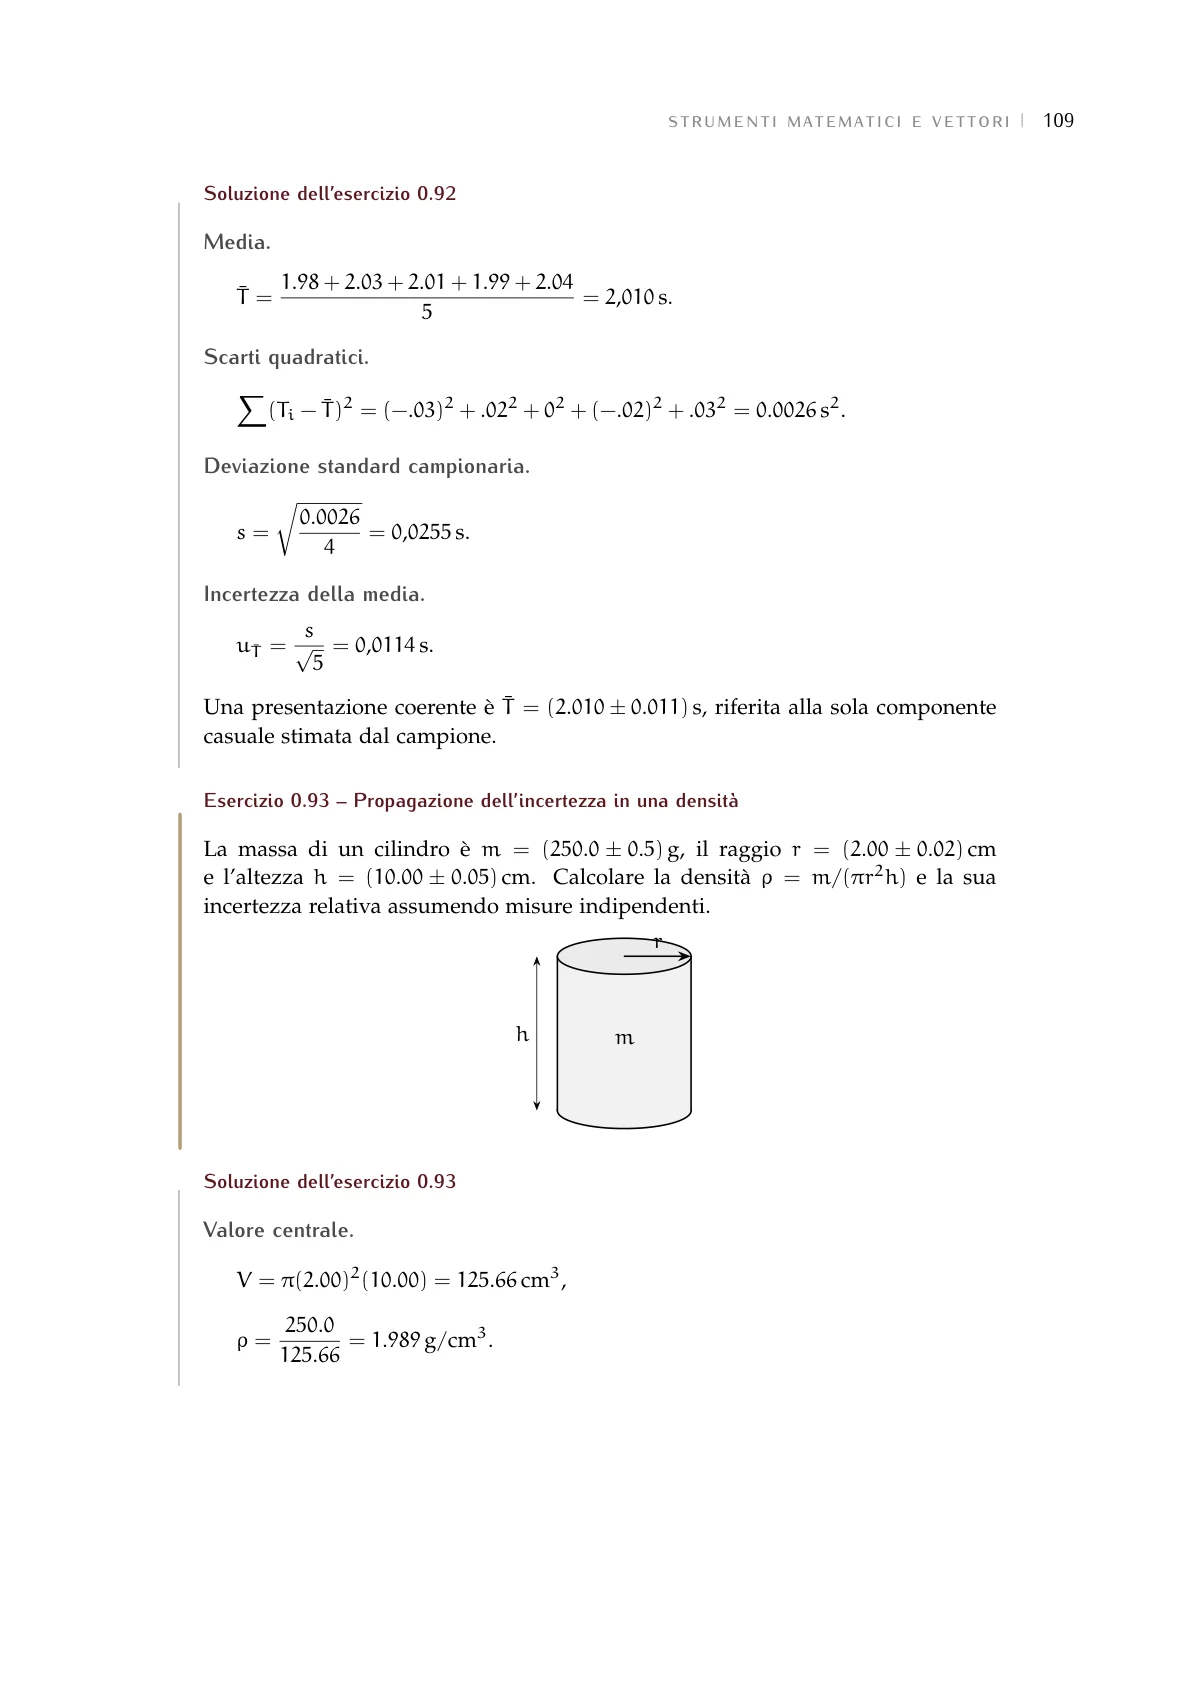 STRUMENTI MATEMATICI E VETTORI | 109
Soluzione dell'esercizio 0.92
Media.
T̄ = (1.98 + 2.03 + 2.01 + 1.99 + 2.04)/5 = 2,010 s.
Scarti quadratici.
∑(Tᵢ − T̄)² = (−.03)² + .02² + 0² + (−.02)² + .03² = 0.0026 s².
Deviazione standard campionaria.
s = √(0.0026/4) = 0,0255 s.
Incertezza della media.
u_T̄ = s/√5 = 0,0114 s.
Una presentazione coerente è T̄ = (2.010 ± 0.011) s, riferita alla sola componente
casuale stimata dal campione.
Esercizio 0.93 – Propagazione dell'incertezza in una densità
La massa di un cilindro è m = (250.0 ± 0.5) g, il raggio r = (2.00 ± 0.02) cm
e l'altezza h = (10.00 ± 0.05) cm. Calcolare la densità ρ = m/(πr²h) e la sua
incertezza relativa assumendo misure indipendenti.
r
h
m
Soluzione dell'esercizio 0.93
Valore centrale.
V = π(2.00)²(10.00) = 125.66 cm³,
ρ = 250.0/125.66 = 1.989 g/cm³.